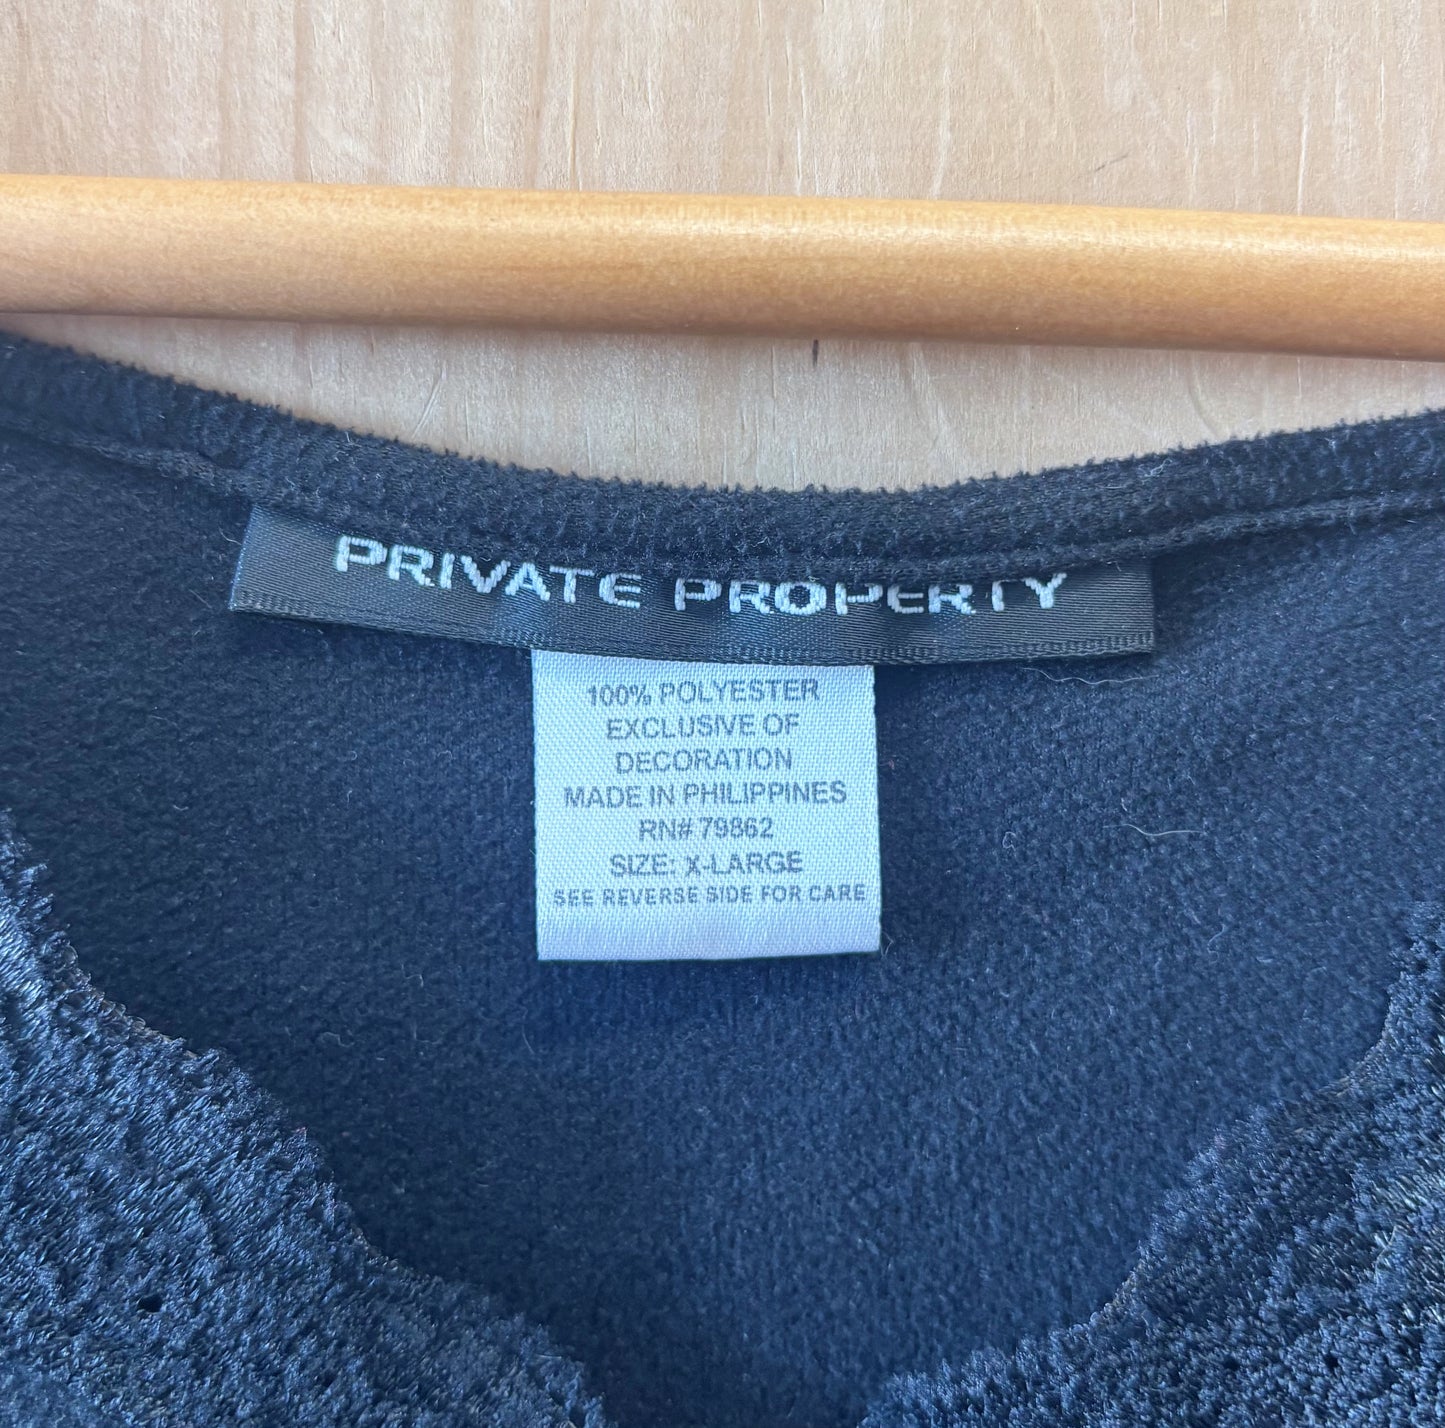 PRIVATE PROPERTY
100% POLYESTER
EXCLUSIVE OF
DECORATION
MADE IN PHILIPPINES
RN# 79862
SIZE: X-LARGE
SEE REVERSE SIDE FOR CARE